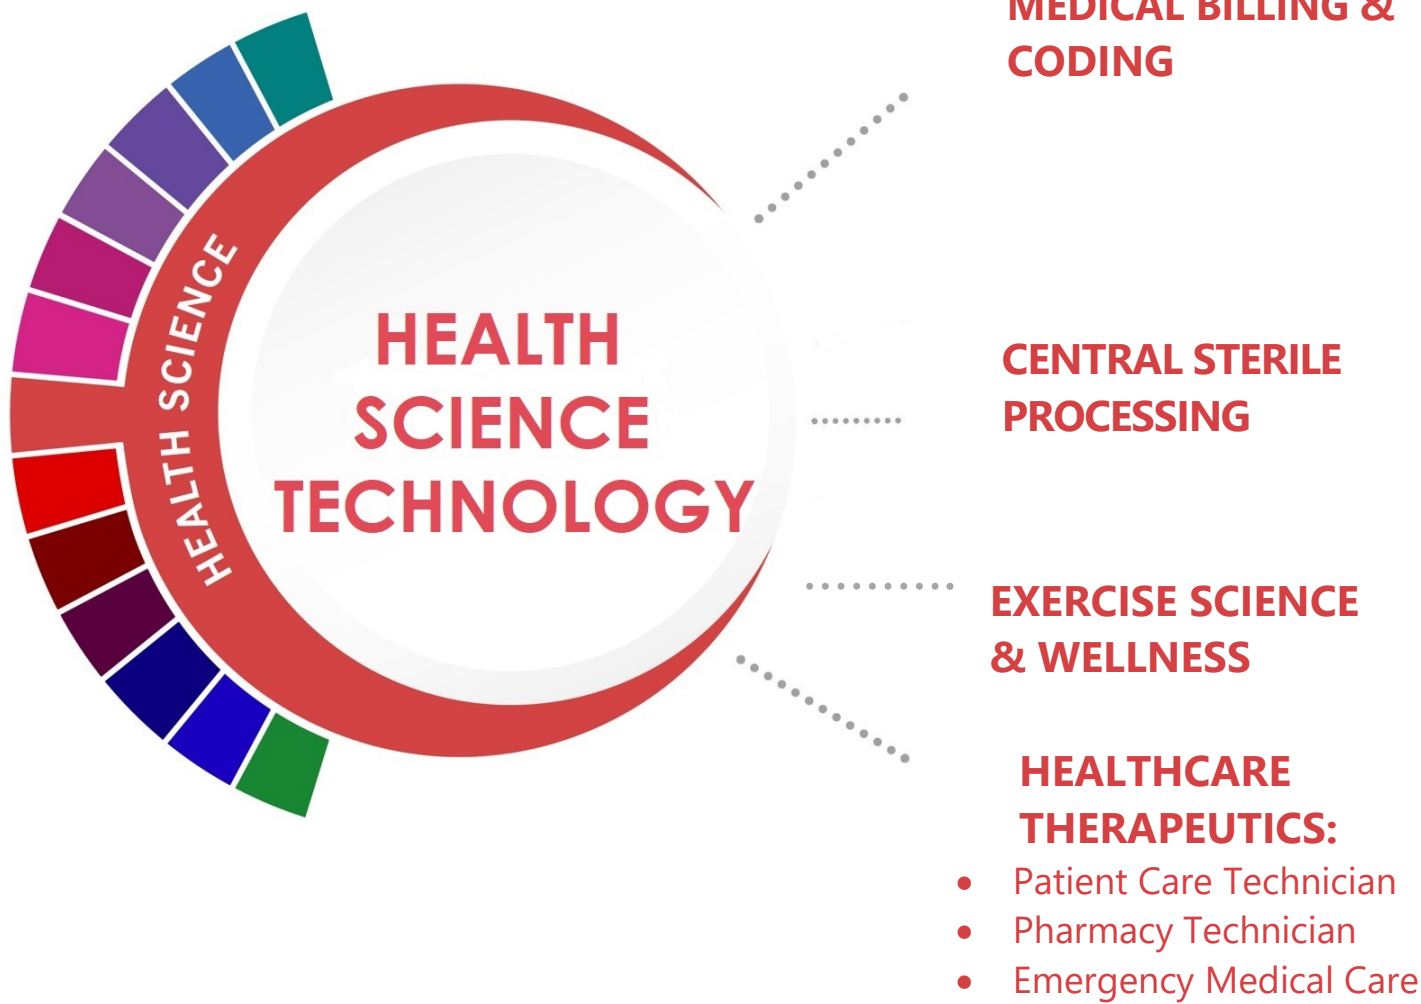 MEDICAL BILLING &
CODING
HEALTH SCIENCE
HEALTH
SCIENCE
TECHNOLOGY
CENTRAL STERILE
PROCESSING
EXERCISE SCIENCE
& WELLNESS
HEALTHCARE
THERAPEUTICS:
• Patient Care Technician
• Pharmacy Technician
• Emergency Medical Care